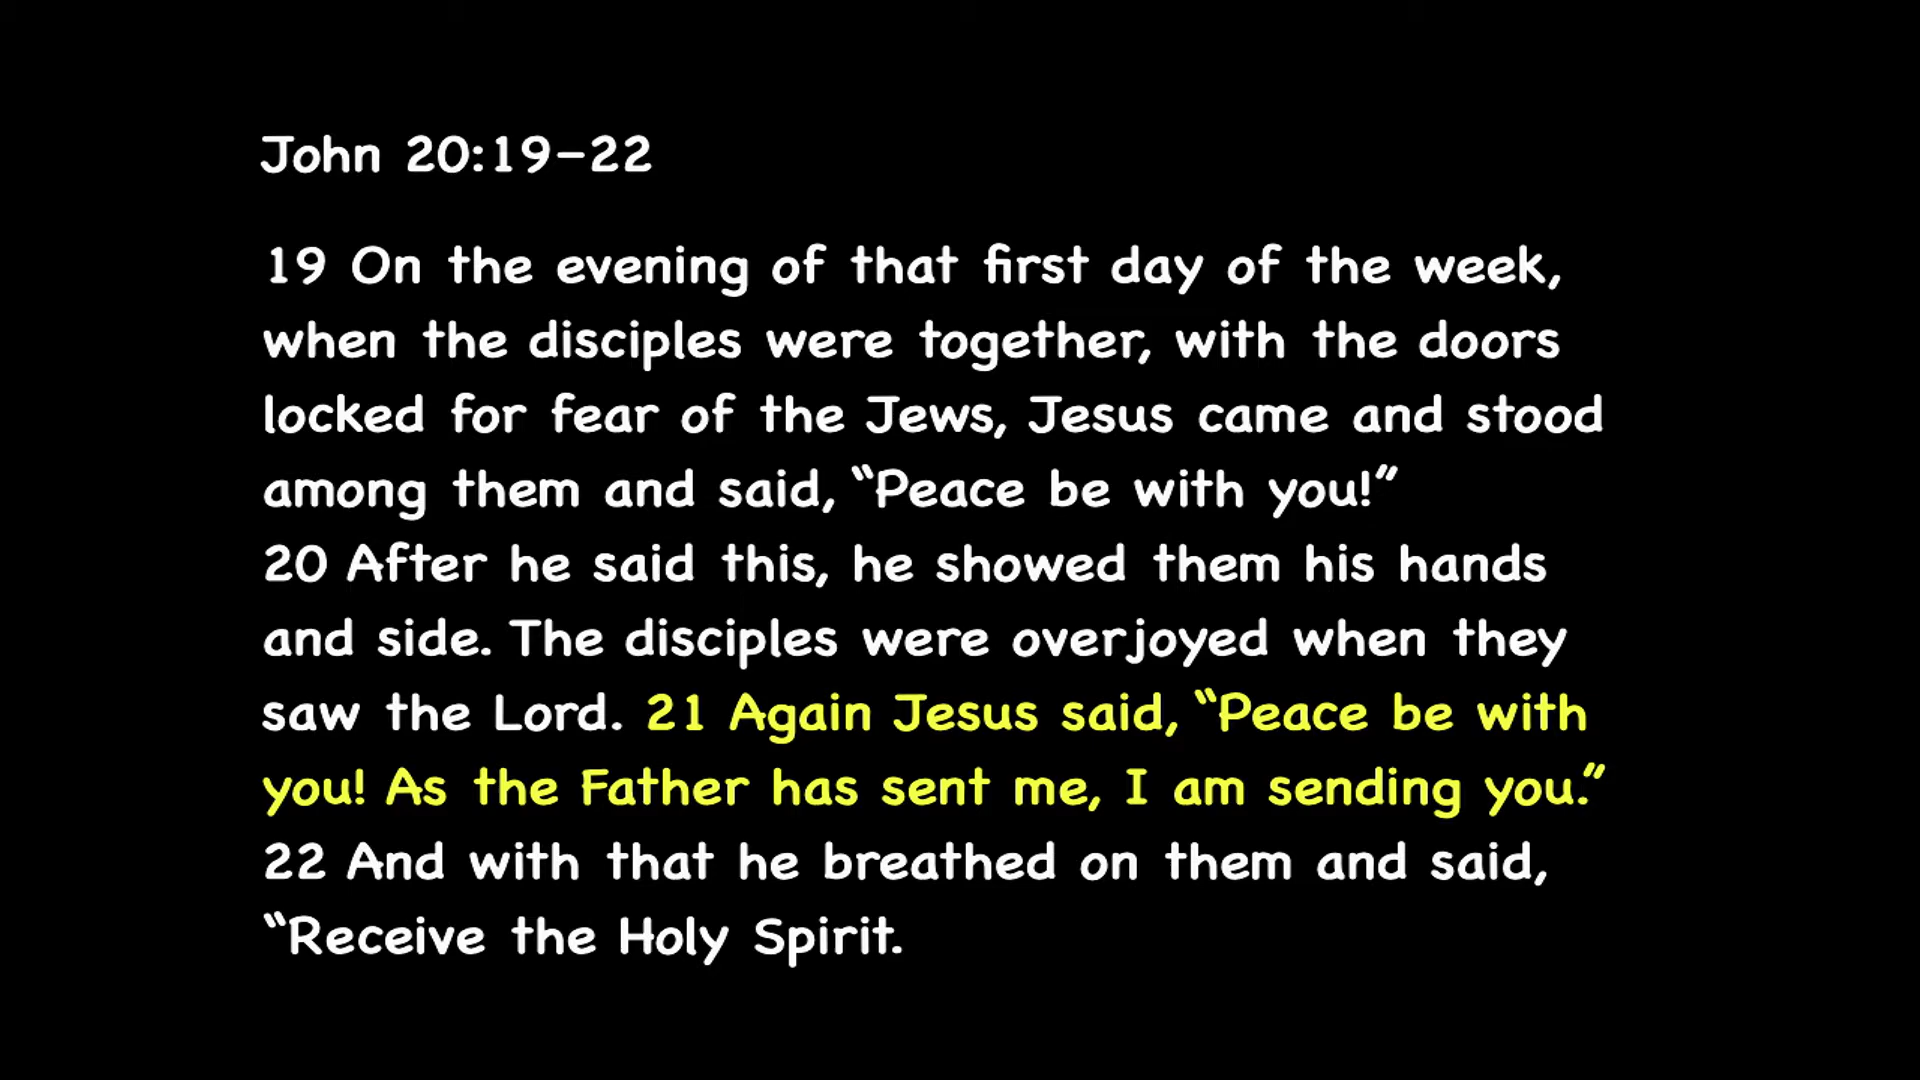 John 20:19–22
19 On the evening of that first day of the week,
when the disciples were together, with the doors
locked for fear of the Jews, Jesus came and stood
among them and said, “Peace be with you!”
20 After he said this, he showed them his hands
and side. The disciples were overjoyed when they
saw the Lord. 21 Again Jesus said, “Peace be with
you! As the Father has sent me, I am sending you.”
22 And with that he breathed on them and said,
“Receive the Holy Spirit.